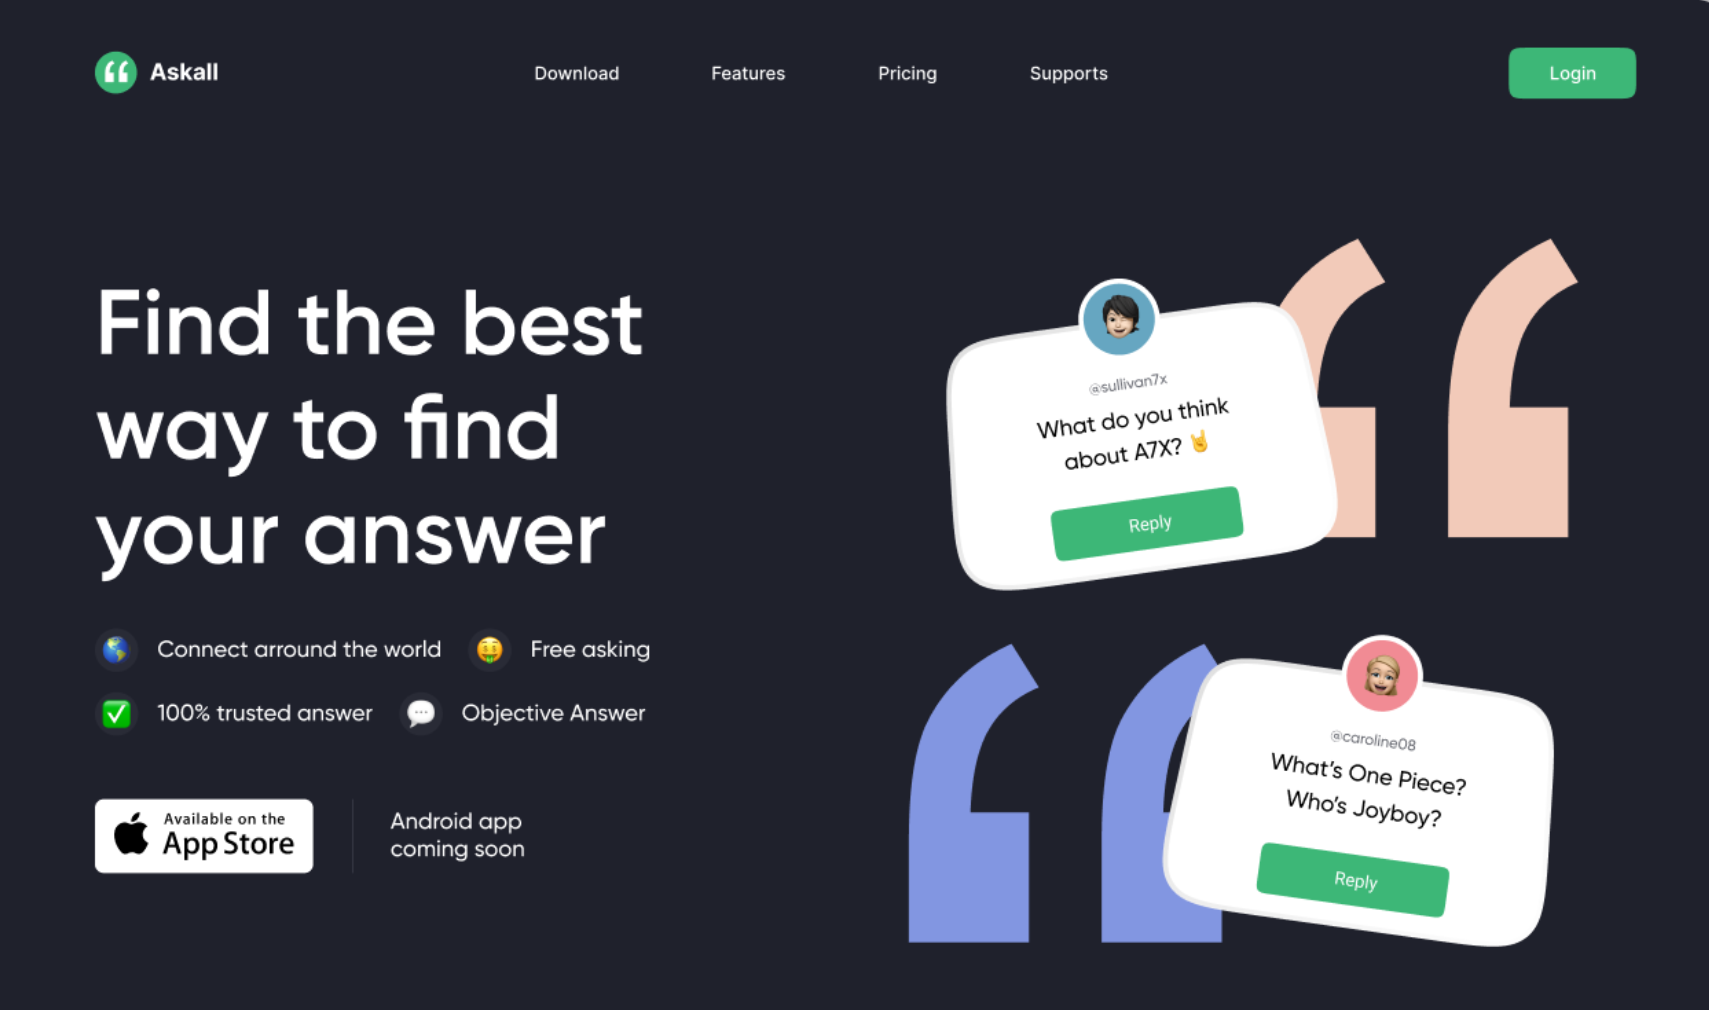 Askall
Download
Features
Pricing
Supports
Login
Find the best
way to find
your answer
Connect arround the world
Free asking
100% trusted answer
Objective Answer
Available on the
App Store
Android app
coming soon
@sullivan7x
What do you think
about A7X? 🤘
Reply
@caroline08
What's One Piece?
Who's Joyboy?
Reply